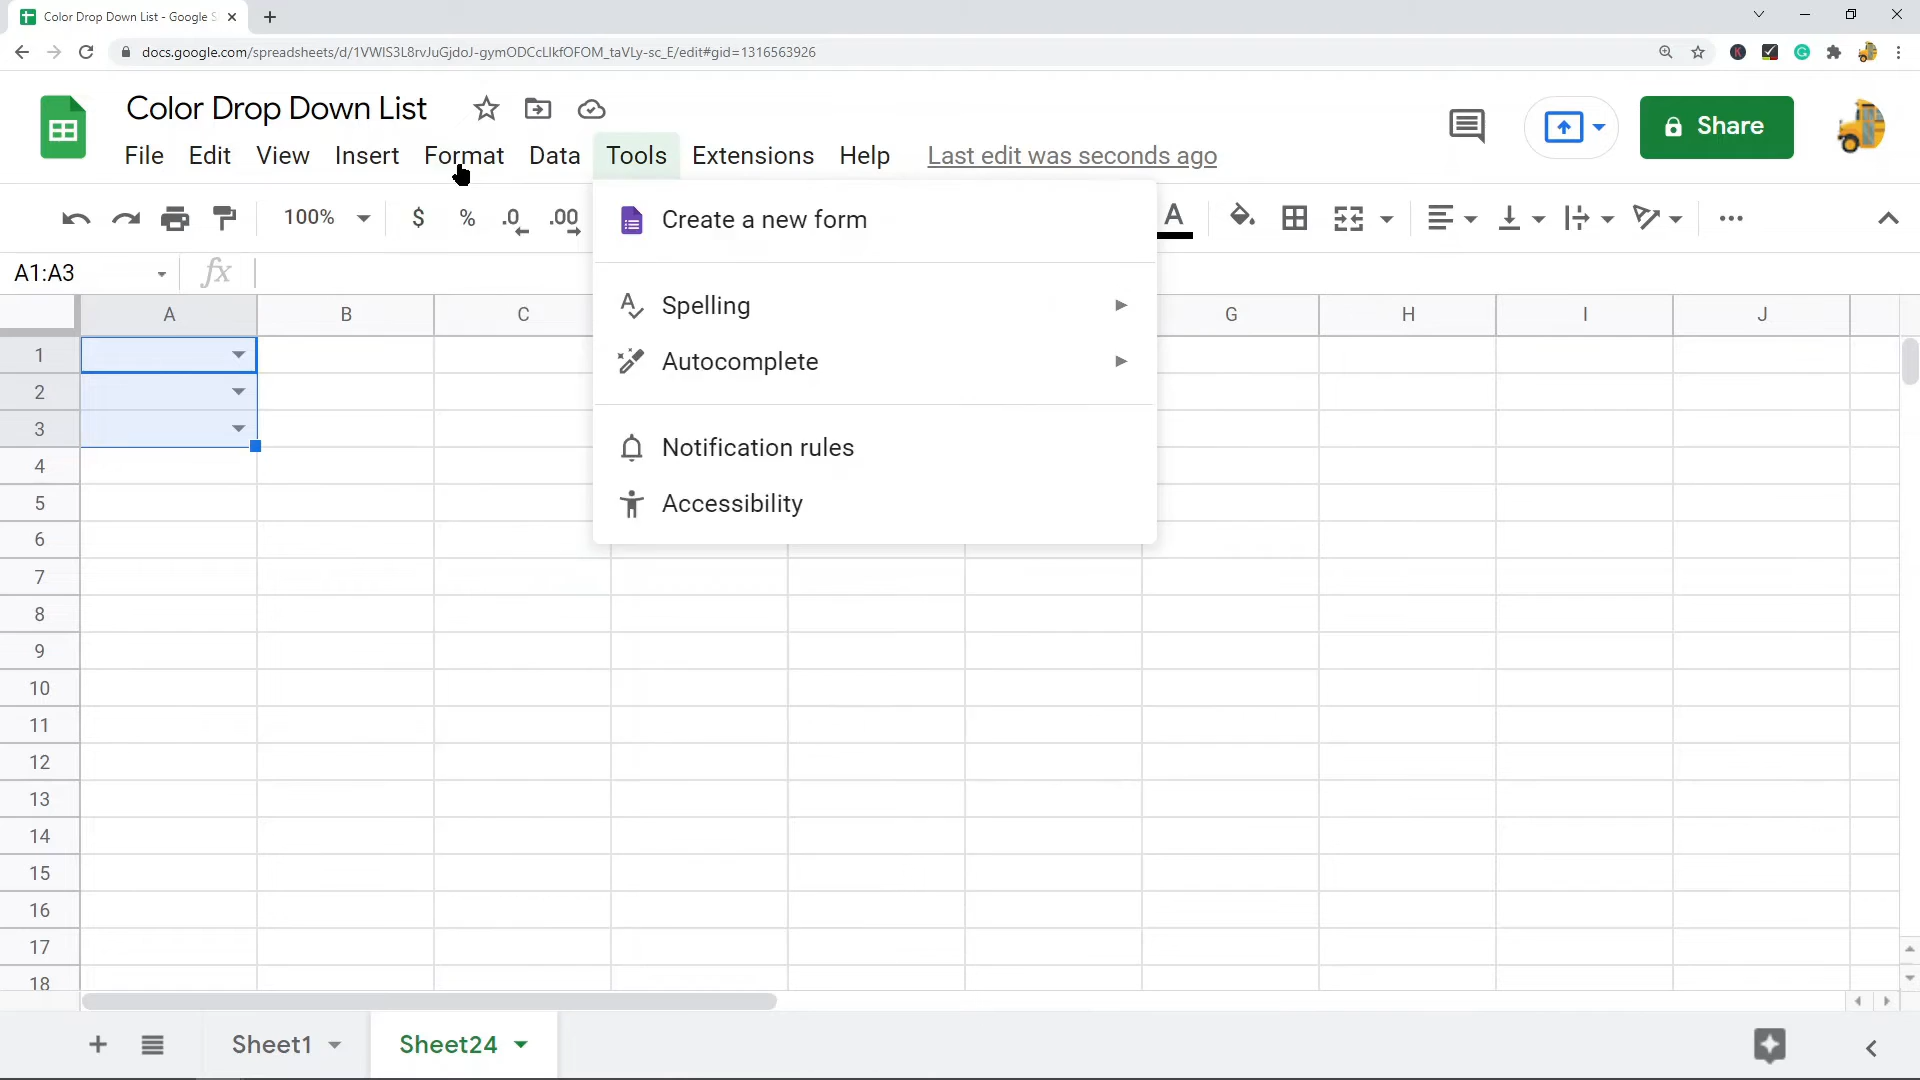 Color Drop Down List - Google S
docs.google.com/spreadsheets/d/1VWIS3L8rvJuGjdoJ-gymODCcLlkfOFOM_taVLy-sc_E/edit#gid=1316563926
Color Drop Down List
Share
File Edit View Insert Format Data Tools Extensions Help Last edit was seconds ago
100% $ % .0 .00 A
Create a new form
A1:A3 fx
Spelling
A B C G H I J
1
Autocomplete
2
3
Notification rules
4
Accessibility
5
6
7
8
9
10
11
12
13
14
15
16
17
18
Sheet1 Sheet24